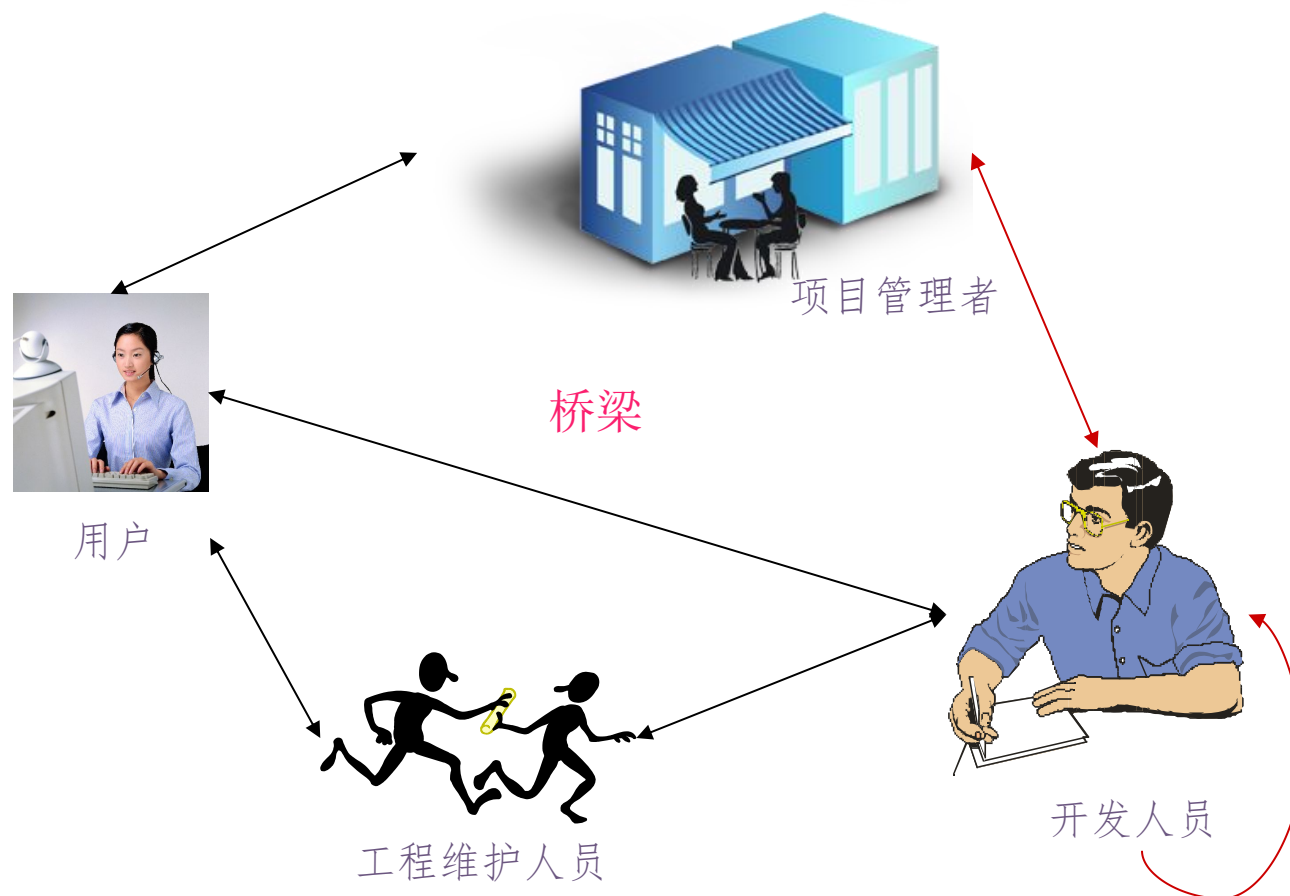 项目管理者
桥梁
用户
开发人员
工程维护人员